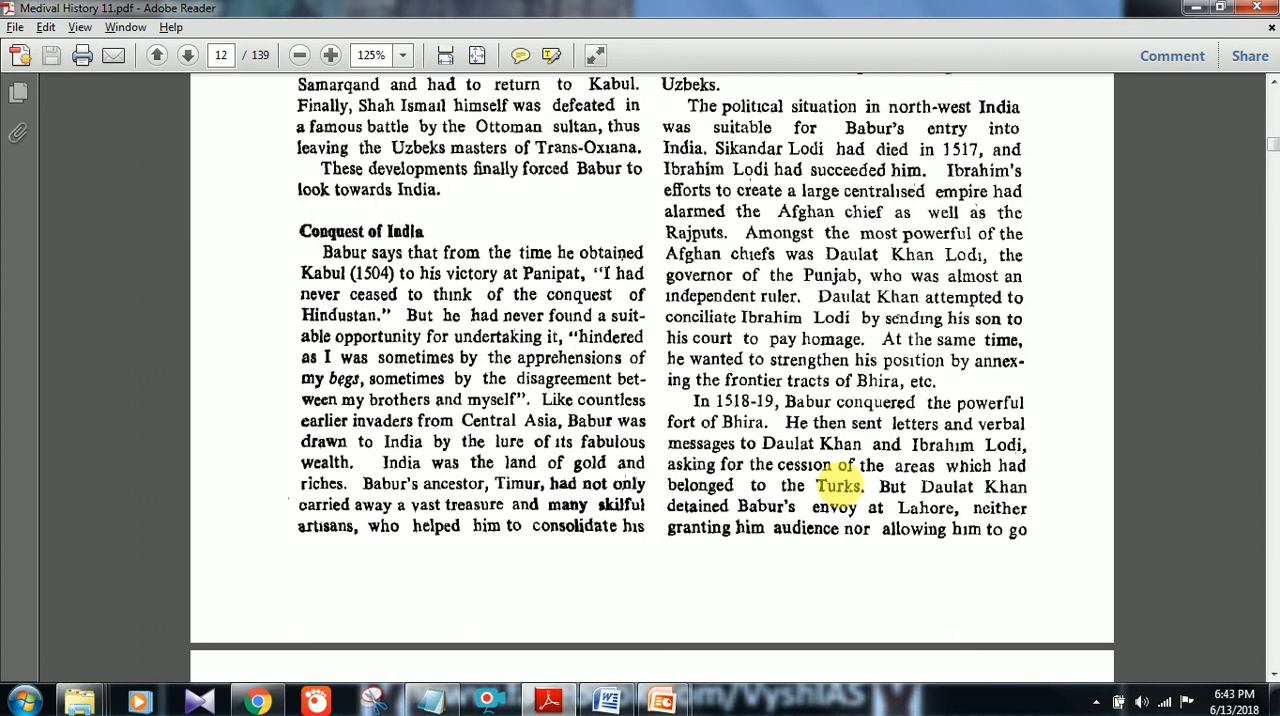 Medival History 11.pdf - Adobe Reader
File Edit View Window Help
12 / 139 125% Comment Share
Samarqand and had to return to Kabul.
Finally, Shah Ismail himself was defeated in
a famous battle by the Ottoman sultan, thus
leaving the Uzbeks masters of Trans-Oxiana.
These developments finally forced Babur to
look towards India.
Conquest of India
Babur says that from the time he obtained
Kabul (1504) to his victory at Panipat, "I had
never ceased to think of the conquest of
Hindustan." But he had never found a suit-
able opportunity for undertaking it, "hindered
as I was sometimes by the apprehensions of
my begs, sometimes by the disagreement bet-
ween my brothers and myself". Like countless
earlier invaders from Central Asia, Babur was
drawn to India by the lure of its fabulous
wealth. India was the land of gold and
riches. Babur's ancestor, Timur, had not only
carried away a vast treasure and many skilful
artisans, who helped him to consolidate his
Uzbeks.
The political situation in north-west India
was suitable for Babur's entry into
India. Sikandar Lodi had died in 1517, and
Ibrahim Lodi had succeeded him. Ibrahim's
efforts to create a large centralised empire had
alarmed the Afghan chief as well as the
Rajputs. Amongst the most powerful of the
Afghan chiefs was Daulat Khan Lodi, the
governor of the Punjab, who was almost an
independent ruler. Daulat Khan attempted to
conciliate Ibrahim Lodi by sending his son to
his court to pay homage. At the same time,
he wanted to strengthen his position by annex-
ing the frontier tracts of Bhira, etc.
In 1518-19, Babur conquered the powerful
fort of Bhira. He then sent letters and verbal
messages to Daulat Khan and Ibrahim Lodi,
asking for the cession of the areas which had
belonged to the Turks. But Daulat Khan
detained Babur's envoy at Lahore, neither
granting him audience nor allowing him to go
6:43 PM
6/13/2018